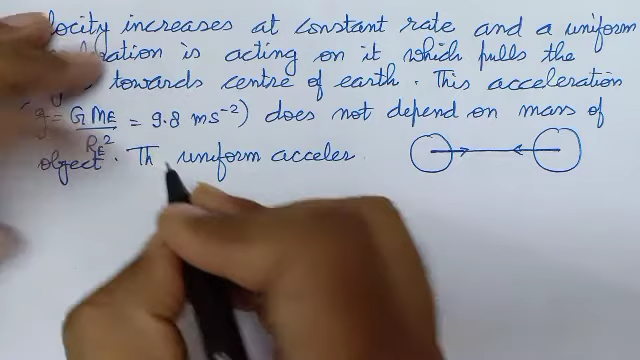 locity increases at constant rate and a uniform
ation is acting on it which pulls the
towards centre of earth. This acceleration
(g = GME/RE² = 9.8 ms⁻²) does not depend on mass of
object. Th uniform acceler